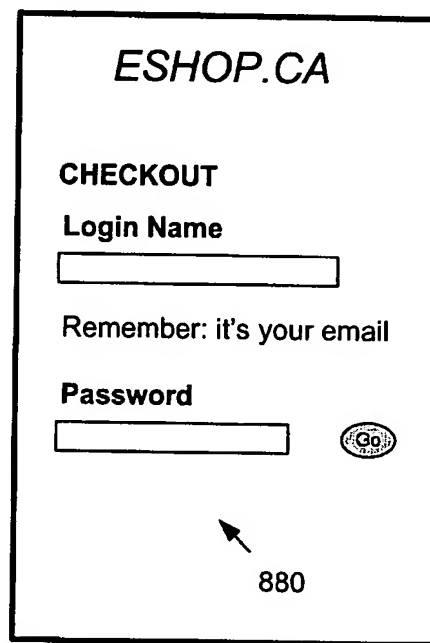 ESHOP.CA
CHECKOUT
Login Name
Remember: it's your email
Password
Go
880